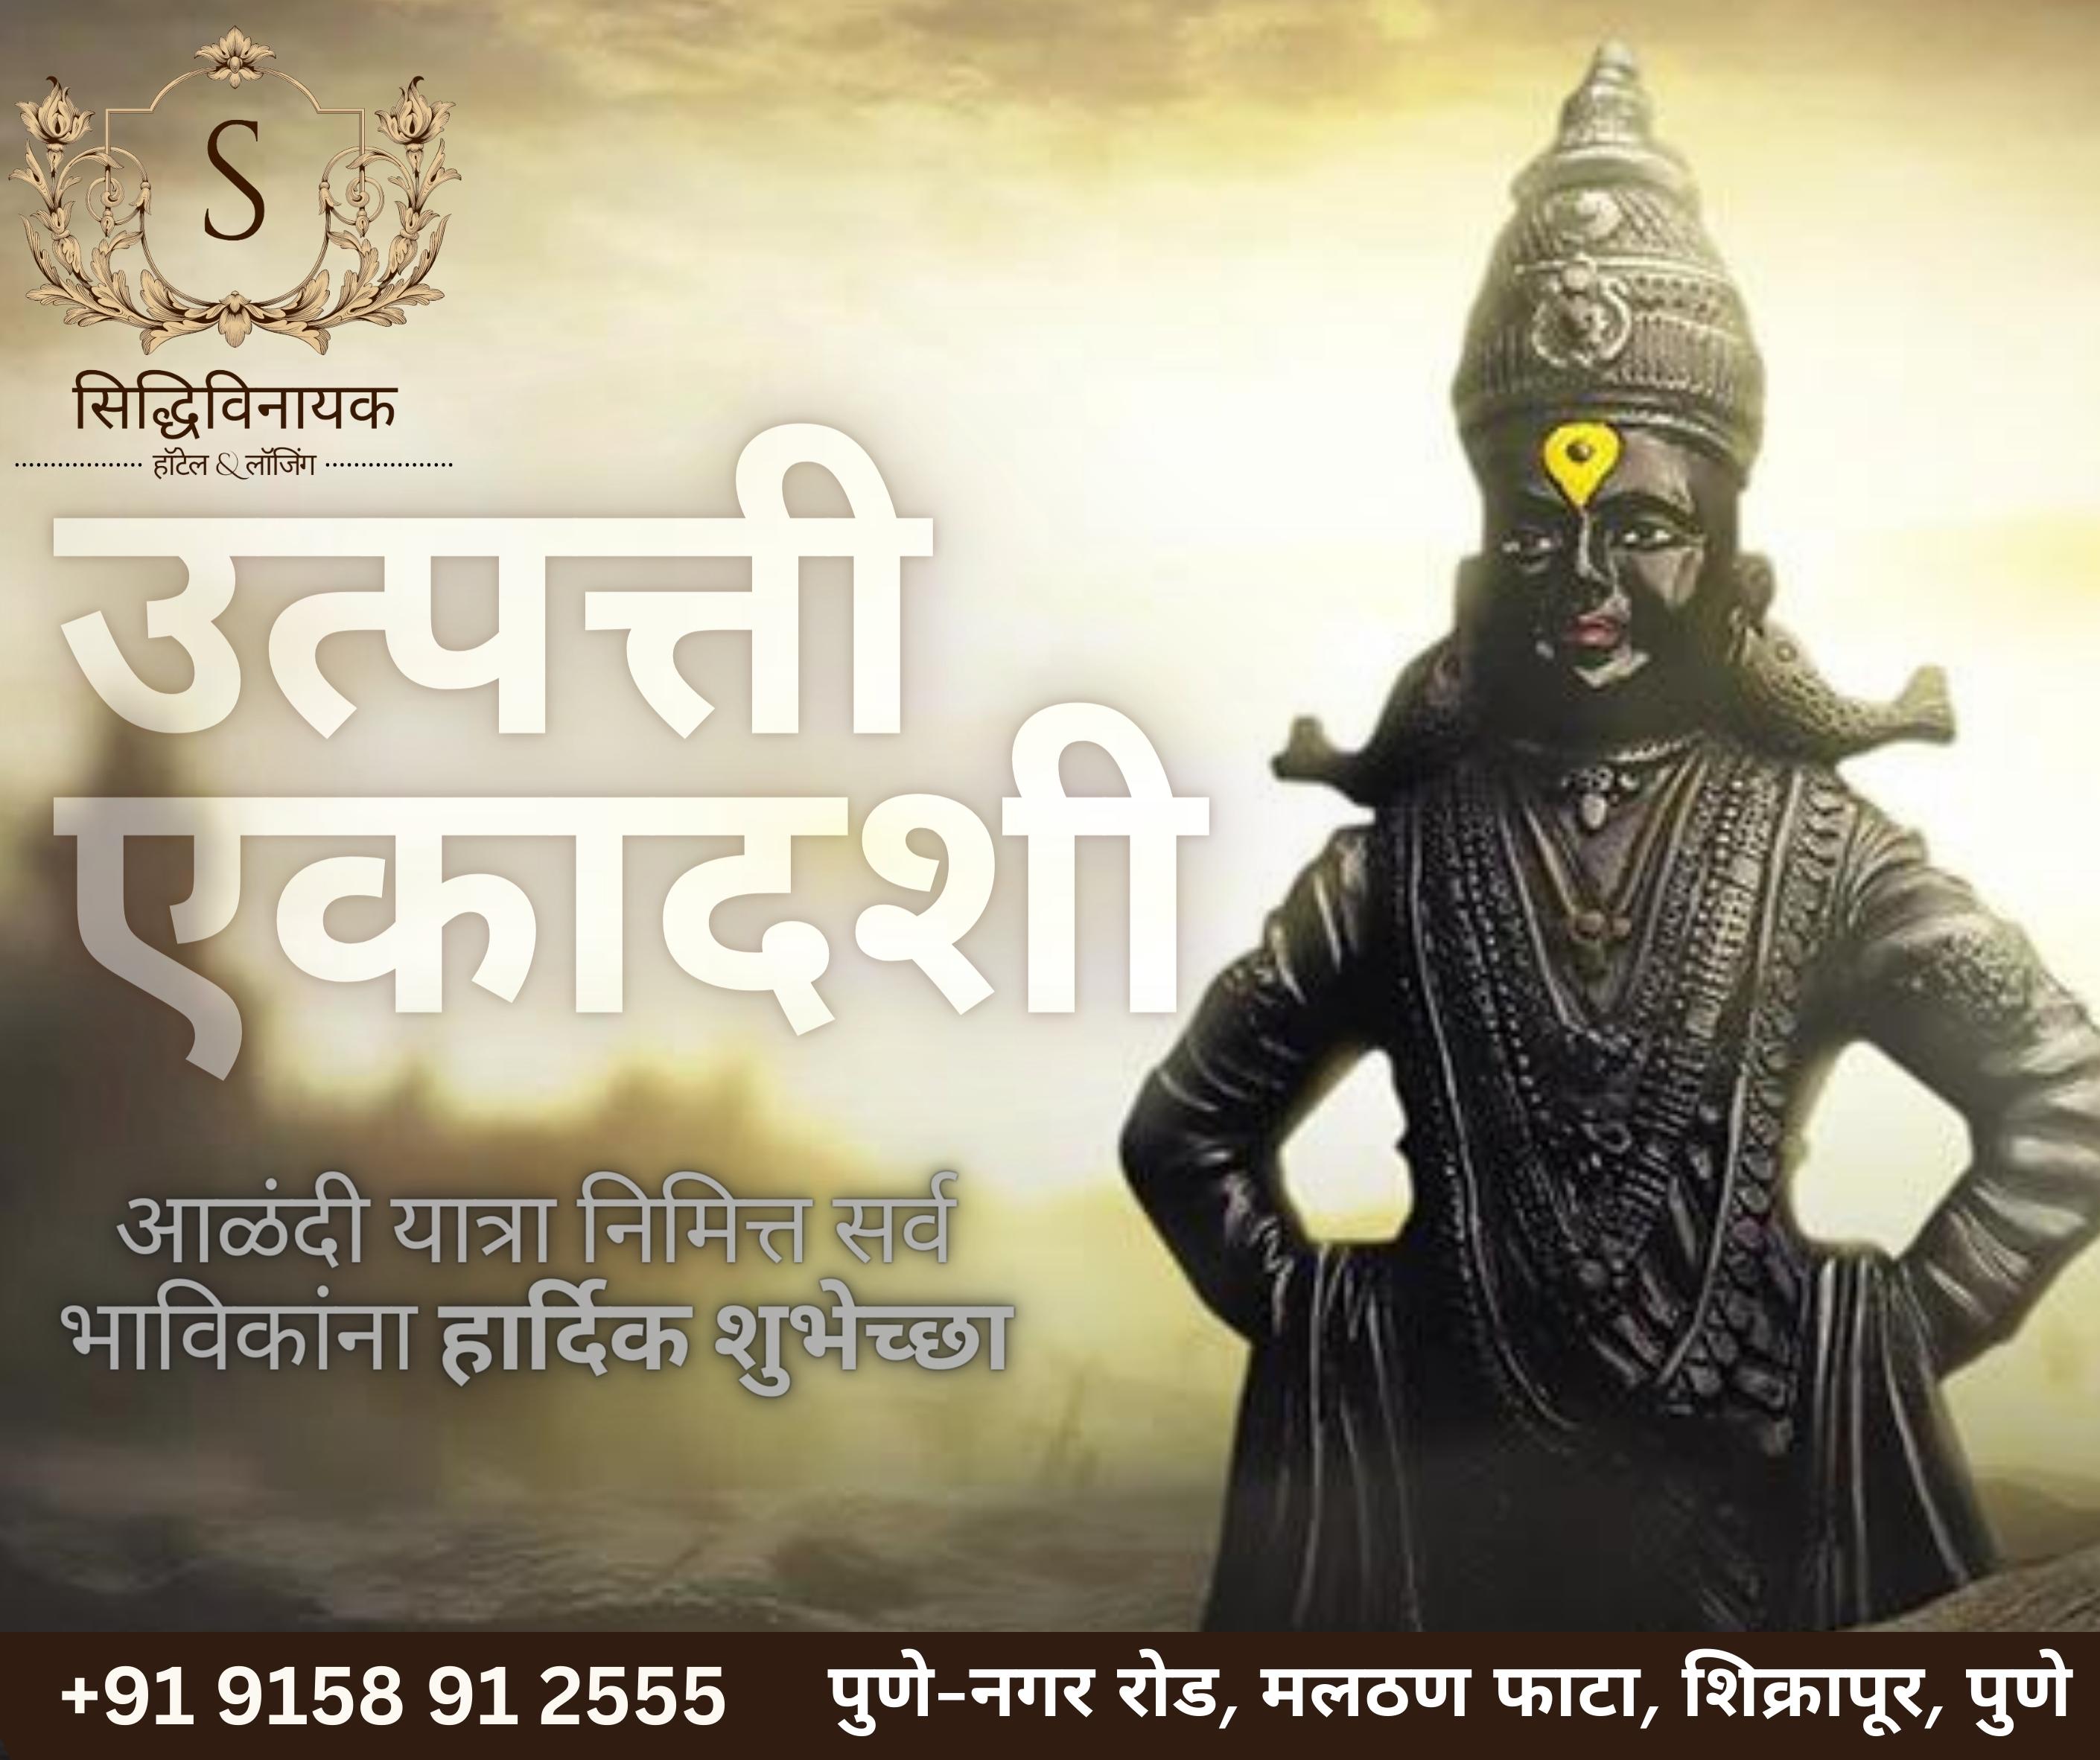 S
सिद्धिविनायक
हॉटेल & लॉजिंग
उत्पत्ती
एकादशी
आळंदी यात्रा निमित्त सर्व
भाविकांना हार्दिक शुभेच्छा
+91 9158 91 2555
पुणे-नगर रोड, मलठण फाटा, शिक्रापूर, पुणे